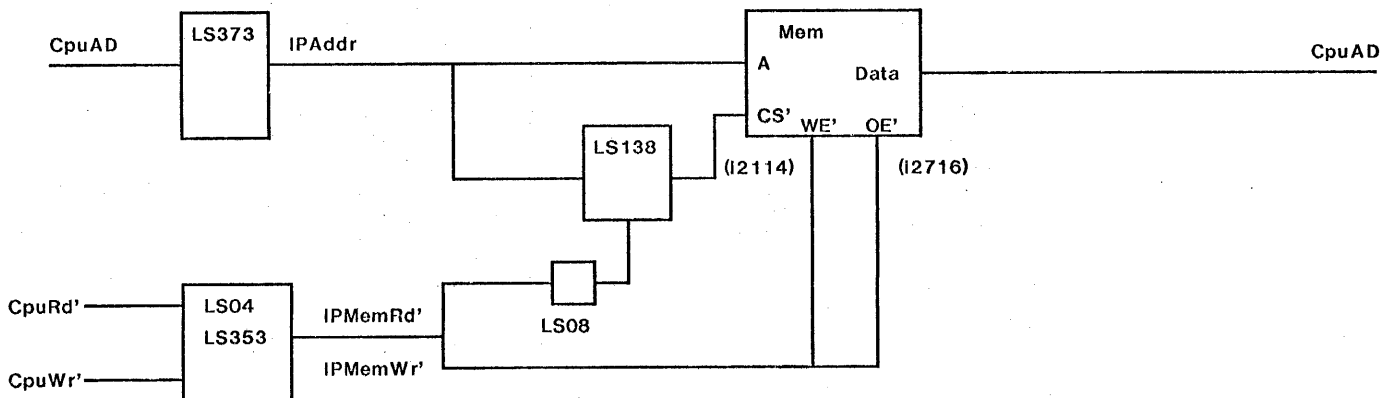 LS373
Mem
CpuAD
IPAddr
CpuAD
A
Data
CS'
WE'
OE'
LS138
(i2114)
(i2716)
CpuRd'
LS04
IPMemRd'
LS08
LS353
CpuWr'
IPMemWr'